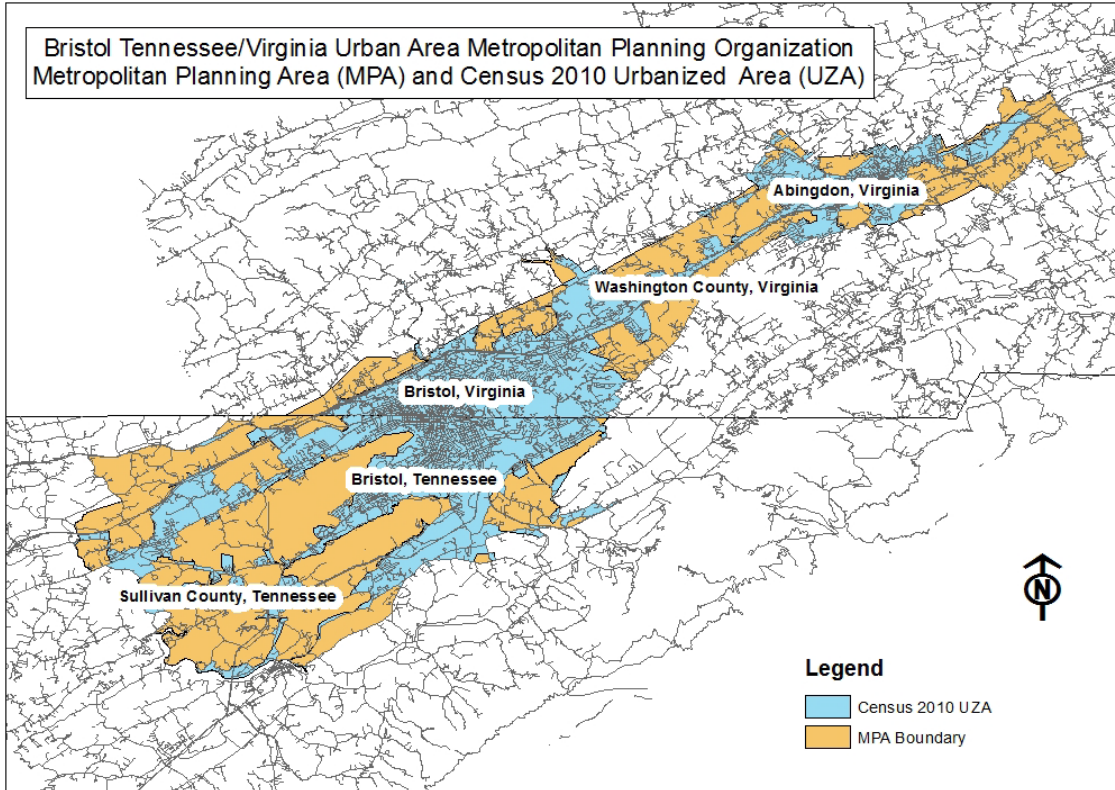 Bristol Tennessee/Virginia Urban Area Metropolitan Planning Organization
Metropolitan Planning Area (MPA) and Census 2010 Urbanized Area (UZA)
Abingdon, Virginia
Washington County, Virginia
Bristol, Virginia
Bristol, Tennessee
Sullivan County, Tennessee
N
Legend
Census 2010 UZA
MPA Boundary